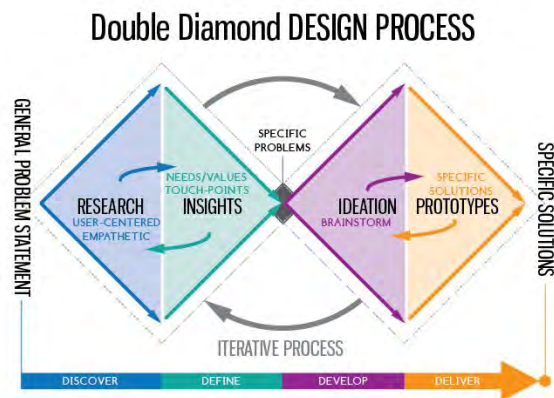 Double Diamond DESIGN PROCESS
GENERAL PROBLEM STATEMENT
SPECIFIC
PROBLEMS
NEEDS/VALUES
TOUCH-POINTS
RESEARCH
USER-CENTERED
EMPATHETIC
INSIGHTS
IDEATION
BRAINSTORM
SPECIFIC
SOLUTIONS
PROTOTYPES
SPECIFIC SOLUTIONS
ITERATIVE PROCESS
DISCOVER
DEFINE
DEVELOP
DELIVER